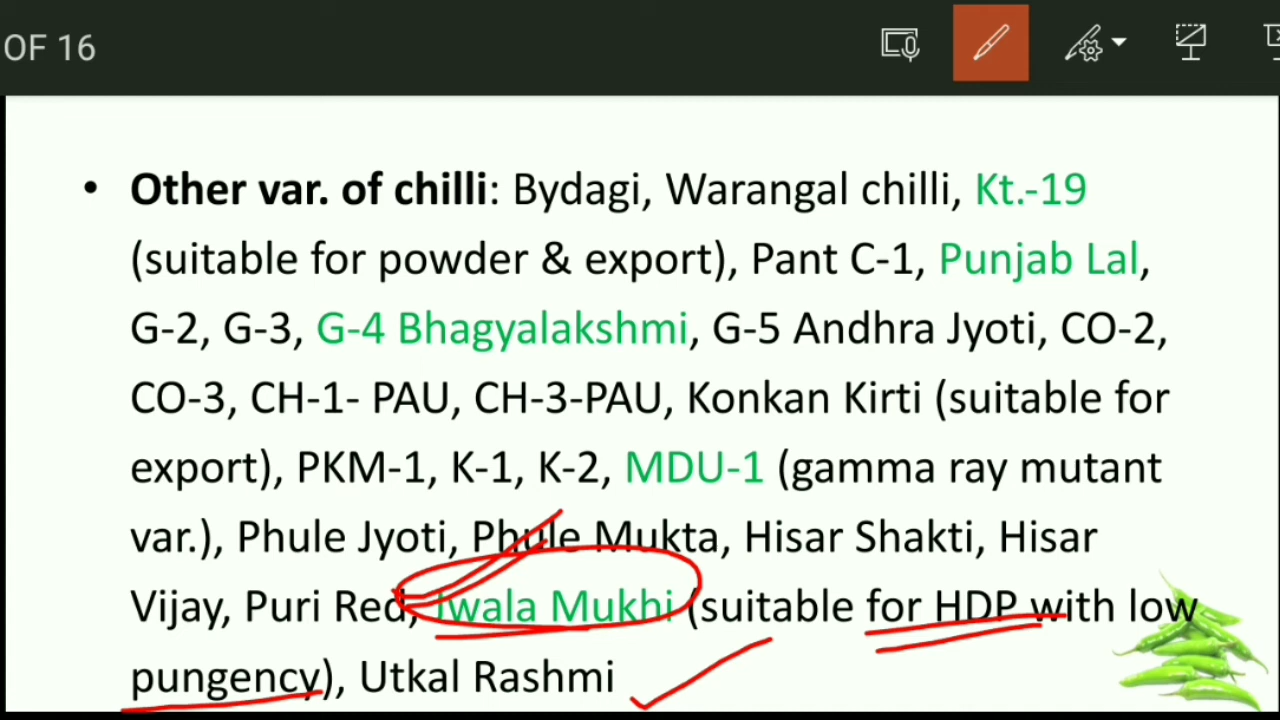 OF 16
• Other var. of chilli: Bydagi, Warangal chilli, Kt.-19
(suitable for powder & export), Pant C-1, Punjab Lal,
G-2, G-3, G-4 Bhagyalakshmi, G-5 Andhra Jyoti, CO-2,
CO-3, CH-1- PAU, CH-3-PAU, Konkan Kirti (suitable for
export), PKM-1, K-1, K-2, MDU-1 (gamma ray mutant
var.), Phule Jyoti, Phule Mukta, Hisar Shakti, Hisar
Vijay, Puri Red, Jwala Mukhi (suitable for HDP with low
pungency), Utkal Rashmi